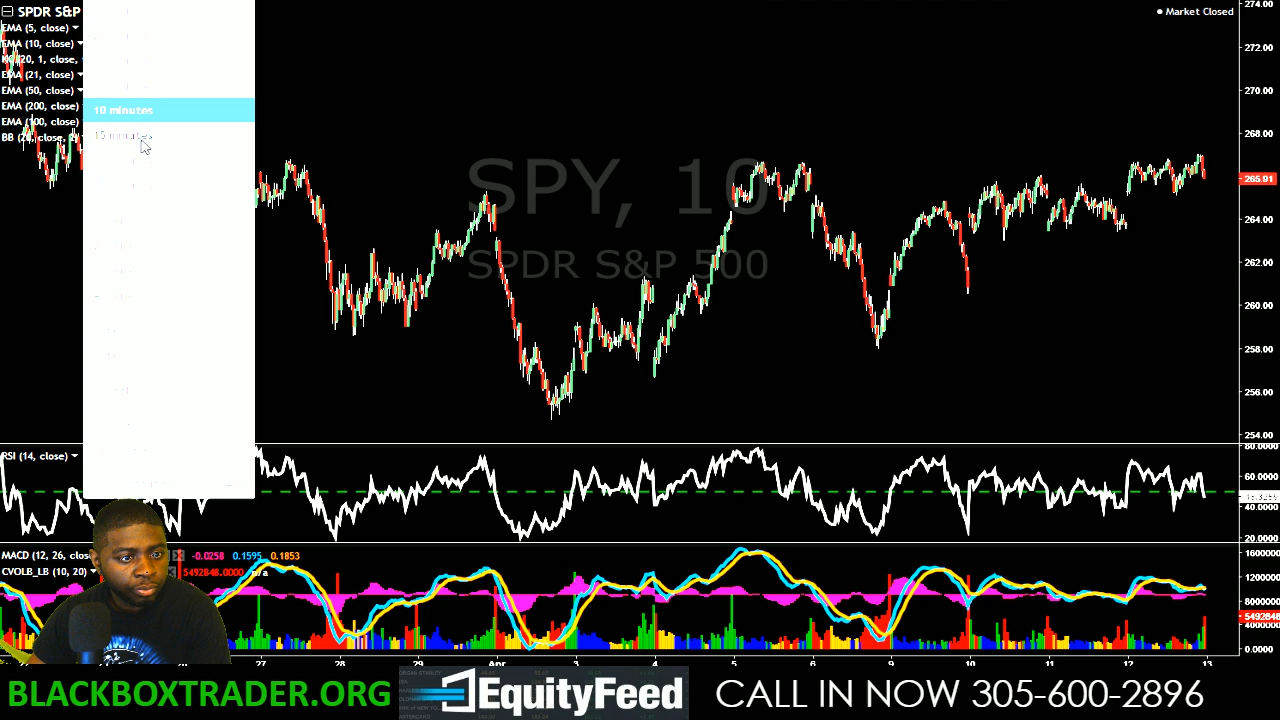 SPDR S&P
Market Closed
EMA (5, close)
EMA (10, close)
EMA (21, close)
EMA (50, close)
EMA (200, close)
EMA (100, close)
10 minutes
15 minutes
SPY, 10
SPDR S&P 500
274.00
272.00
270.00
268.00
265.91
264.00
262.00
260.00
258.00
256.00
254.00
RSI (14, close)
80.0000
60.0000
40.0000
20.0000
MACD (12, 26, close
-0.0258 0.1595 0.1853
CVOLB_LB (10, 20)
5492848.0000 n/a
1600000
1200000
8000000
5492848
4000000
0.0000
27 28 29 Apr 3 4 5 6 9 10 11 12 13
BLACKBOXTRADER.ORG
EquityFeed
CALL IN NOW 305-600-2896